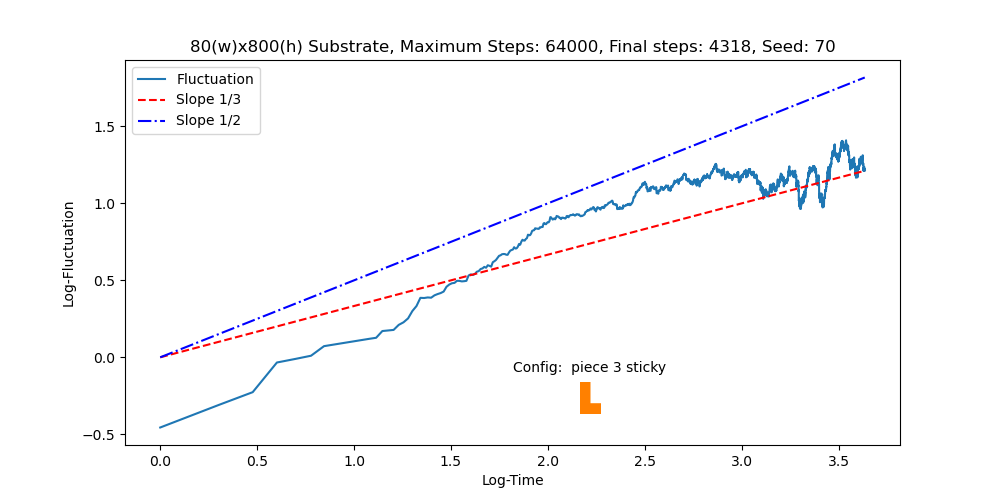 80(w)x800(h) Substrate, Maximum Steps: 64000, Final steps: 4318, Seed: 70
Fluctuation
Slope 1/3
Slope 1/2
1.5
1.0
0.5
0.0
−0.5
Log-Fluctuation
Config:  piece 3 sticky
0.0 0.5 1.0 1.5 2.0 2.5 3.0 3.5
Log-Time